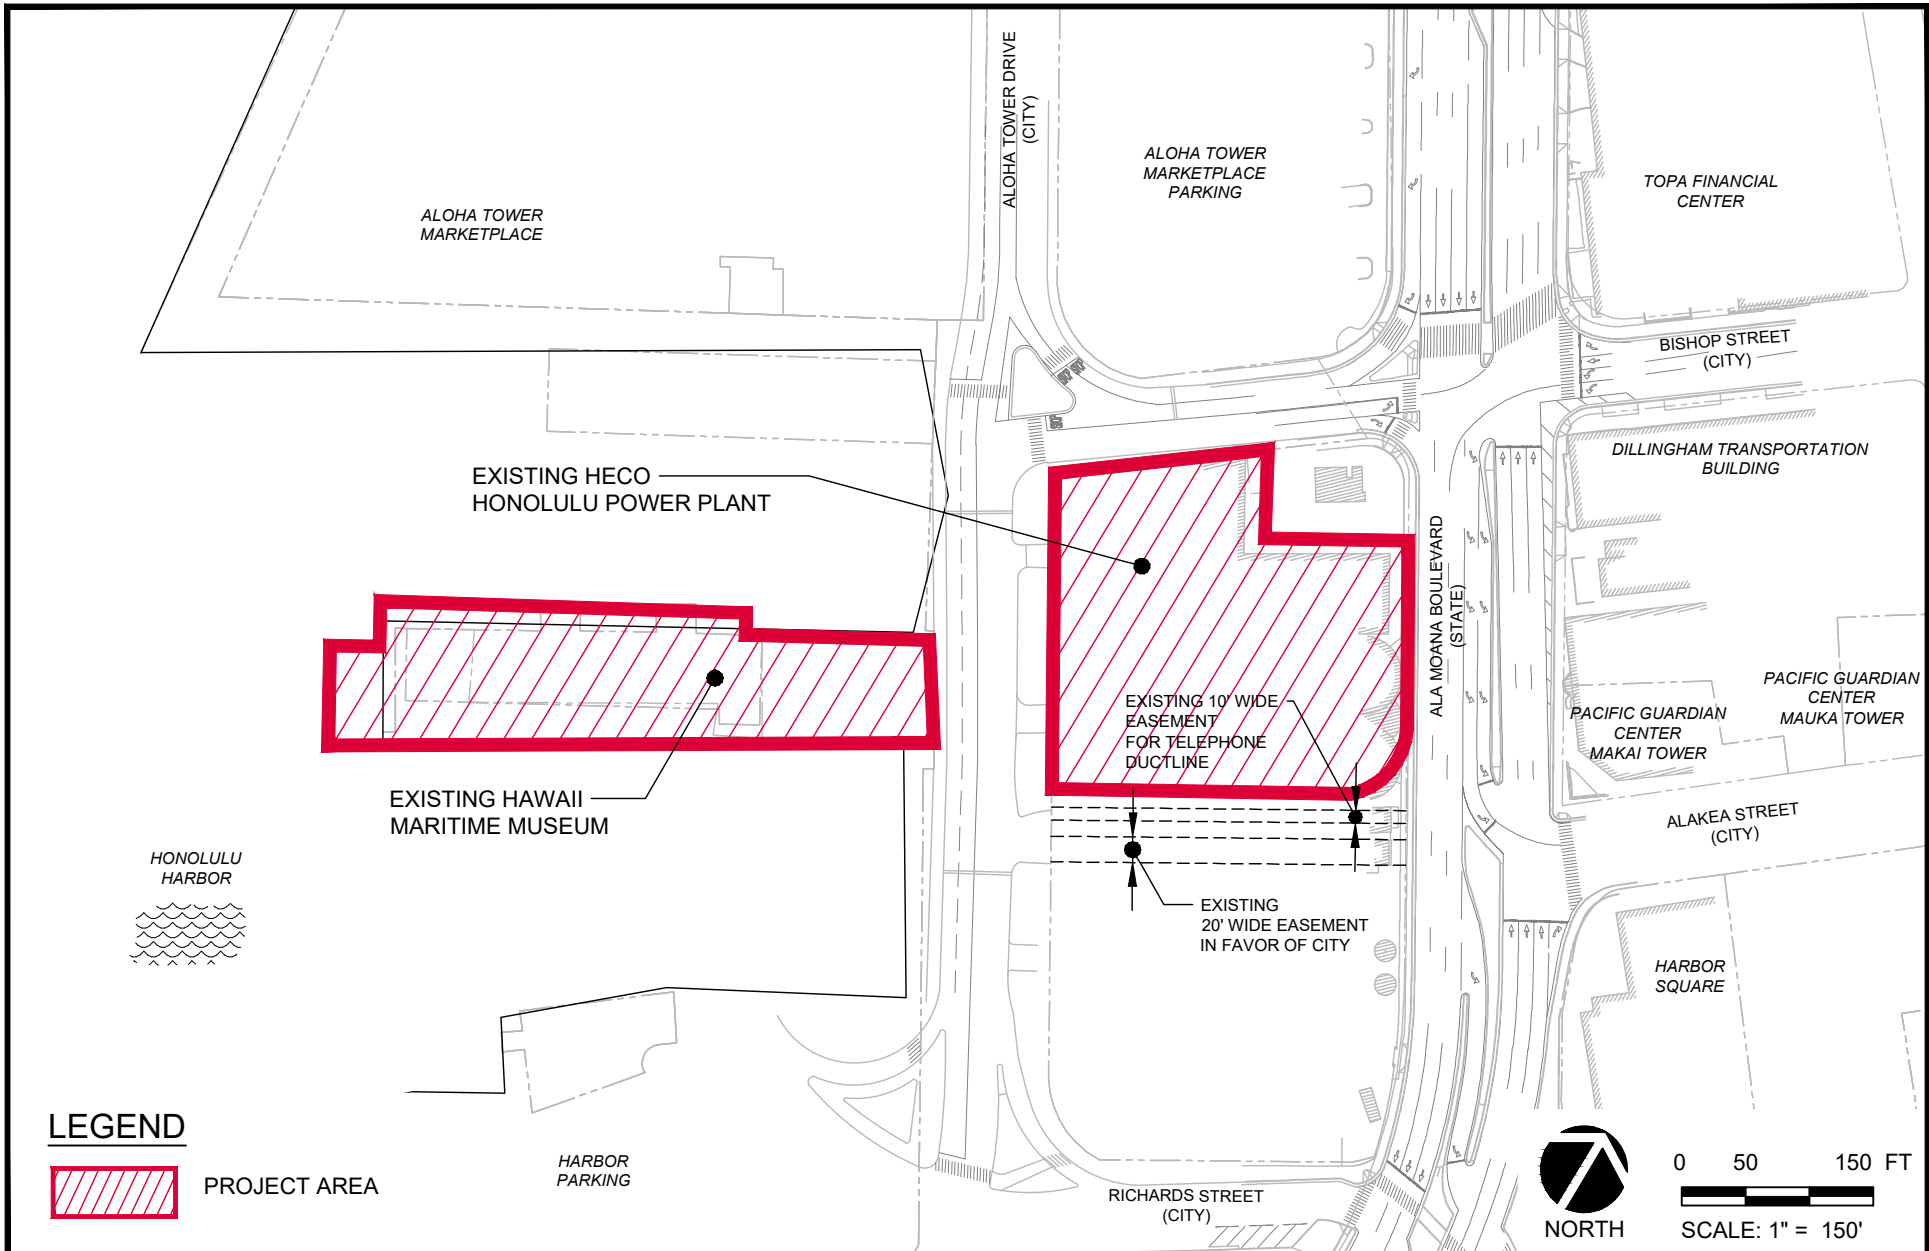 ALOHA TOWER DRIVE
(CITY)
ALOHA TOWER
MARKETPLACE
PARKING
TOPA FINANCIAL
CENTER
ALOHA TOWER
MARKETPLACE
BISHOP STREET
(CITY)
DILLINGHAM TRANSPORTATION
BUILDING
EXISTING HECO
HONOLULU POWER PLANT
ALA MOANA BOULEVARD
(STATE)
EXISTING 10' WIDE
EASEMENT
FOR TELEPHONE
DUCTLINE
PACIFIC GUARDIAN
CENTER
MAUKA TOWER
PACIFIC GUARDIAN
CENTER
MAKAI TOWER
EXISTING HAWAII
MARITIME MUSEUM
ALAKEA STREET
(CITY)
HONOLULU
HARBOR
EXISTING
20' WIDE EASEMENT
IN FAVOR OF CITY
HARBOR
SQUARE
LEGEND
PROJECT AREA
HARBOR
PARKING
RICHARDS STREET
(CITY)
NORTH
0 50 150 FT
SCALE: 1" = 150'